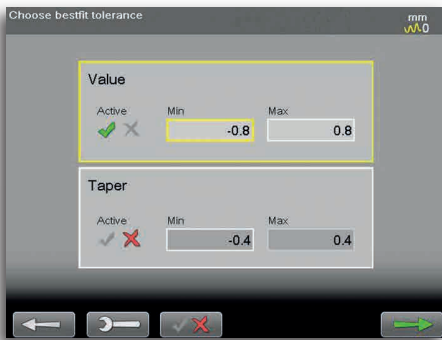 Choose bestfit tolerance
mm
0
Value
Active Min Max
-0.8 0.8
Taper
Active Min Max
-0.4 0.4